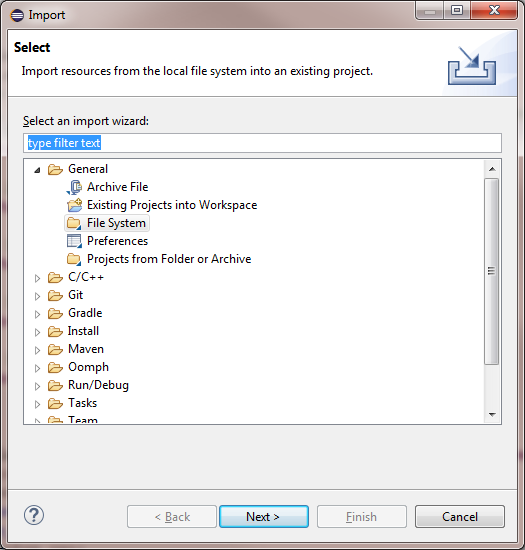 Import
Select
Import resources from the local file system into an existing project.
Select an import wizard:
type filter text
General
Archive File
Existing Projects into Workspace
File System
Preferences
Projects from Folder or Archive
C/C++
Git
Gradle
Install
Maven
Oomph
Run/Debug
Tasks
Team
?
< Back
Next >
Finish
Cancel